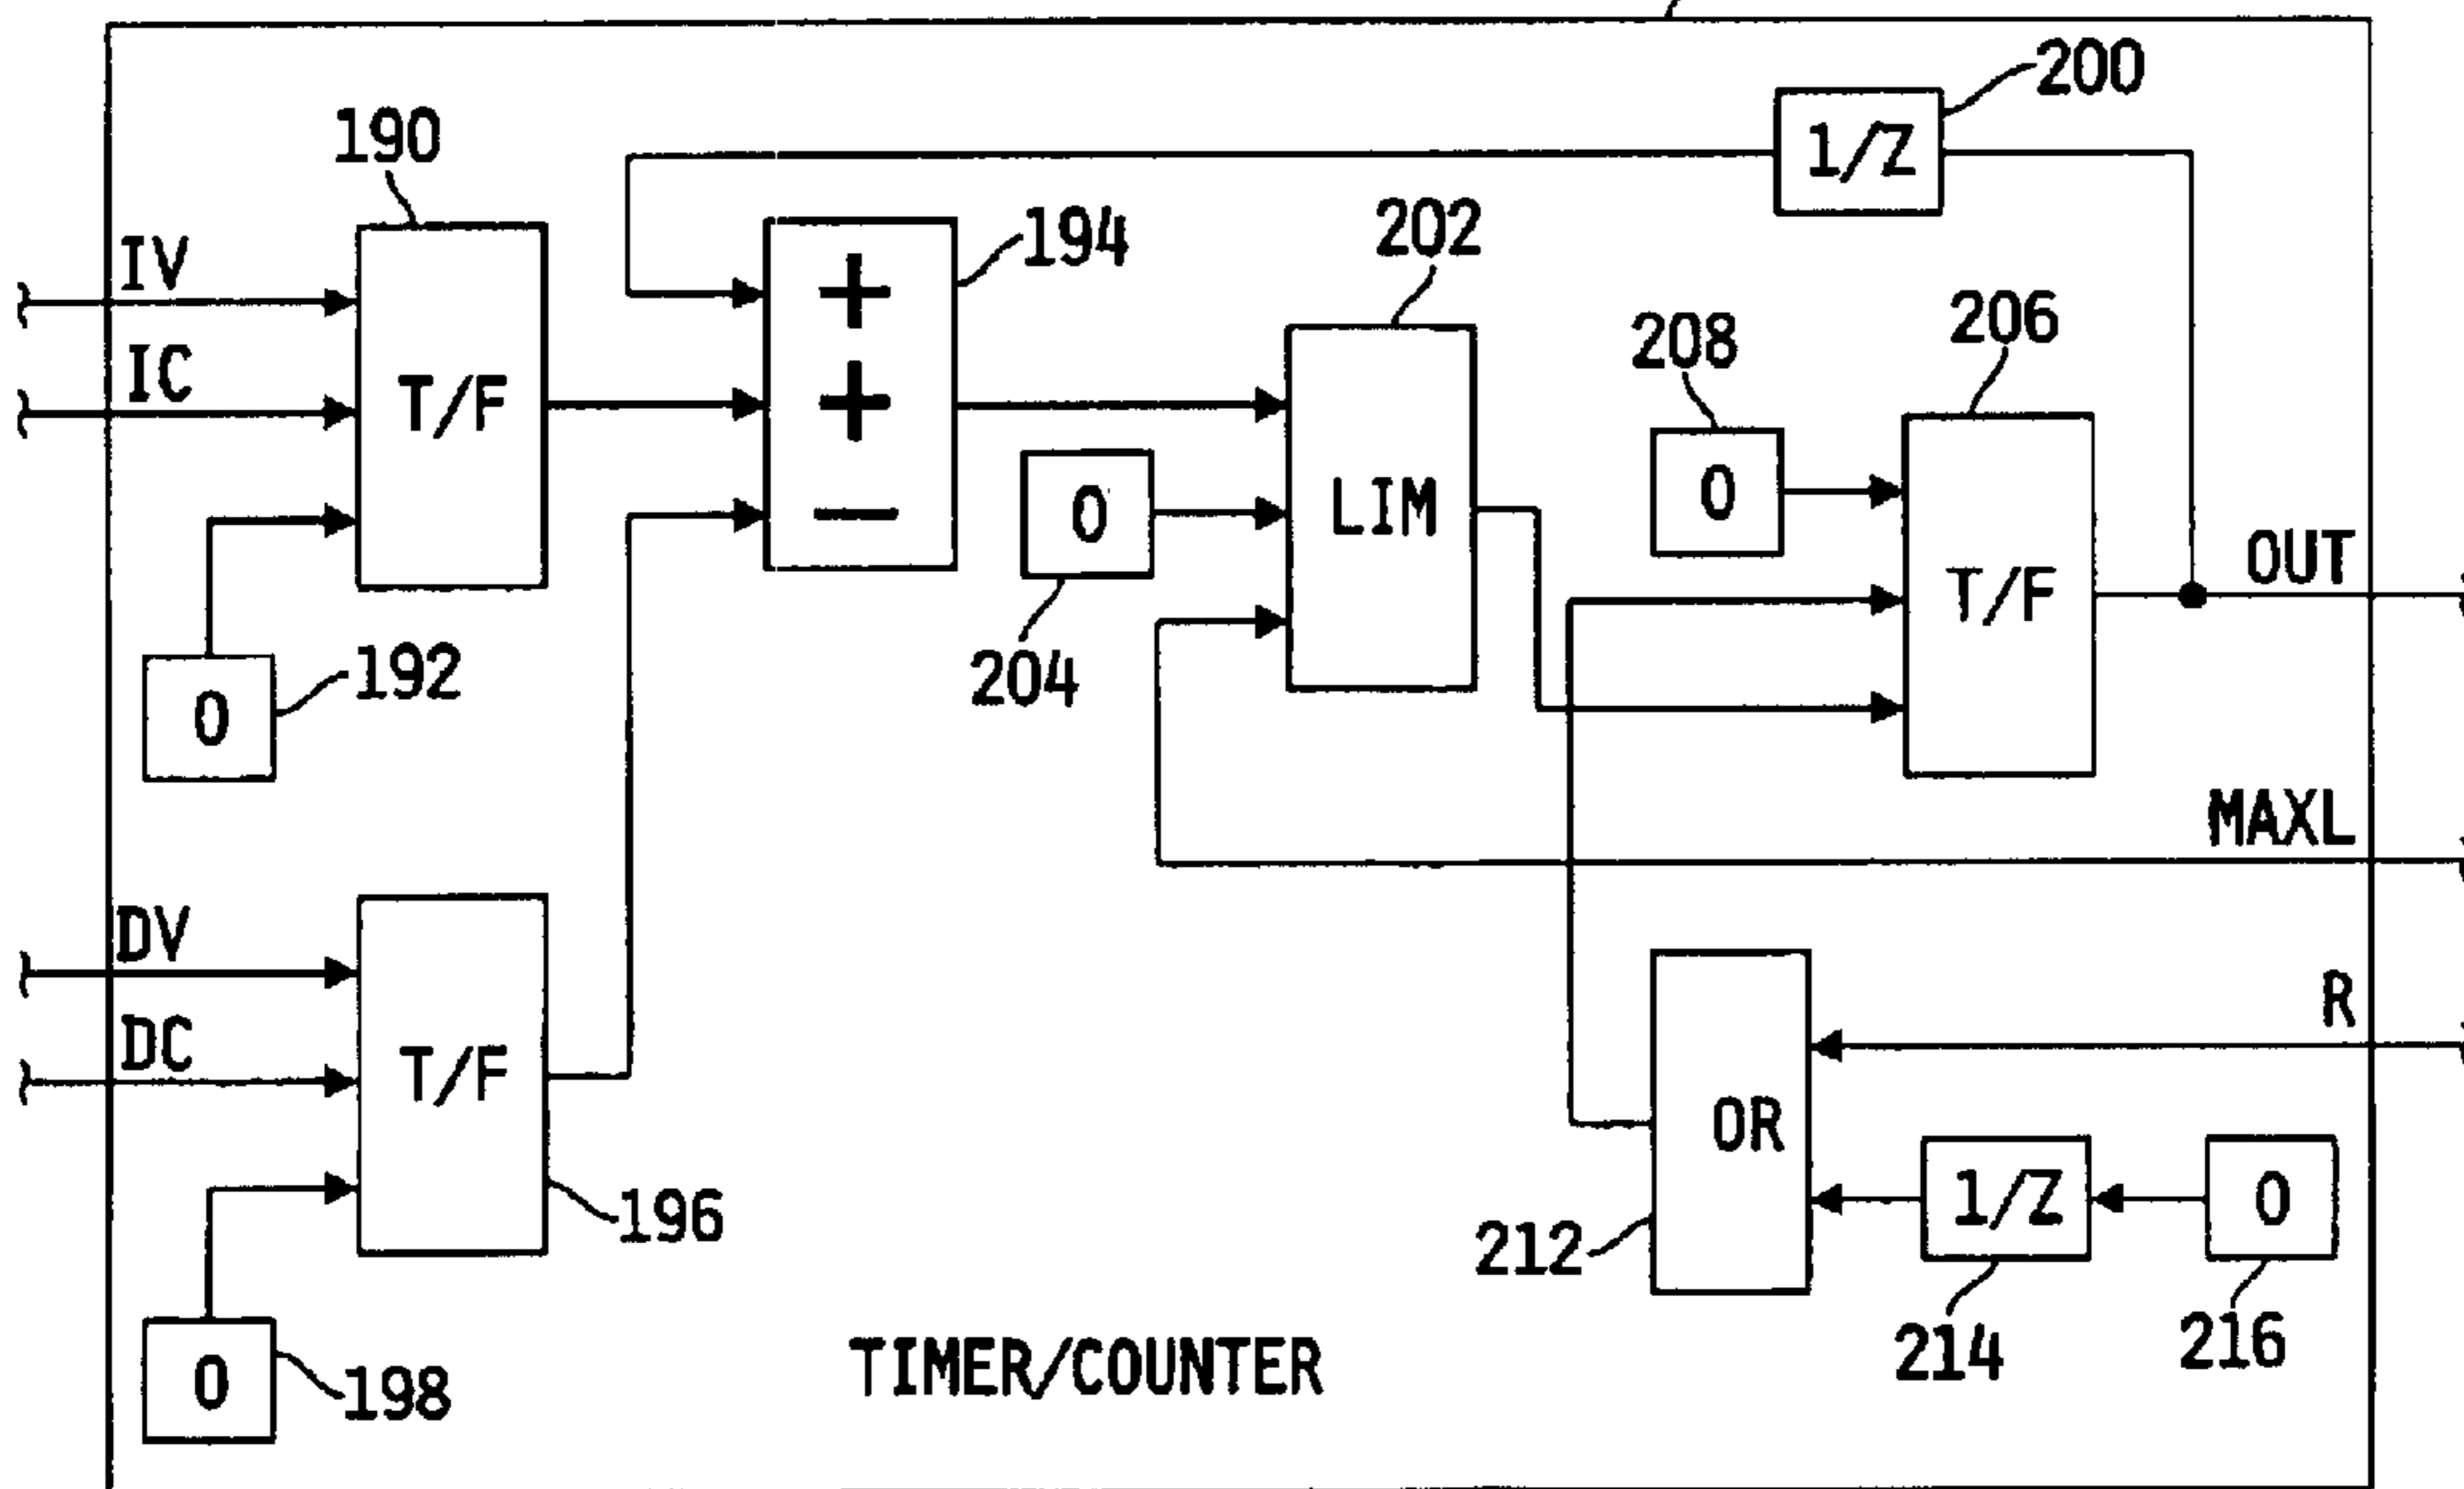 200
1/Z
190
194
202
IV
+
208
206
IC
T/F
+
0
LIM
0
T/F
OUT
−
192
204
0
MAXL
DV
R
DC
T/F
OR
1/Z
0
196
212
214
216
TIMER/COUNTER
0
198